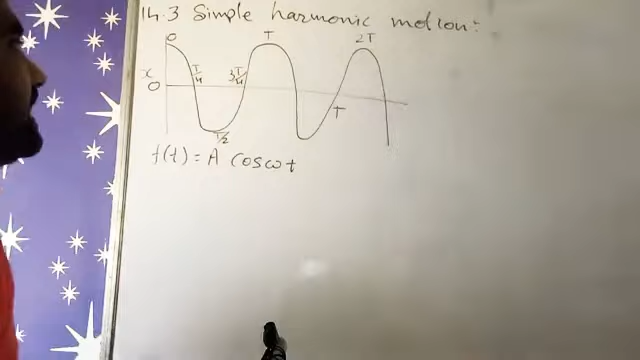 14.3 Simple harmonic motion:
0 T 2T
x T/4 3T/4
0
T/2 T
f(t) = A cosωt